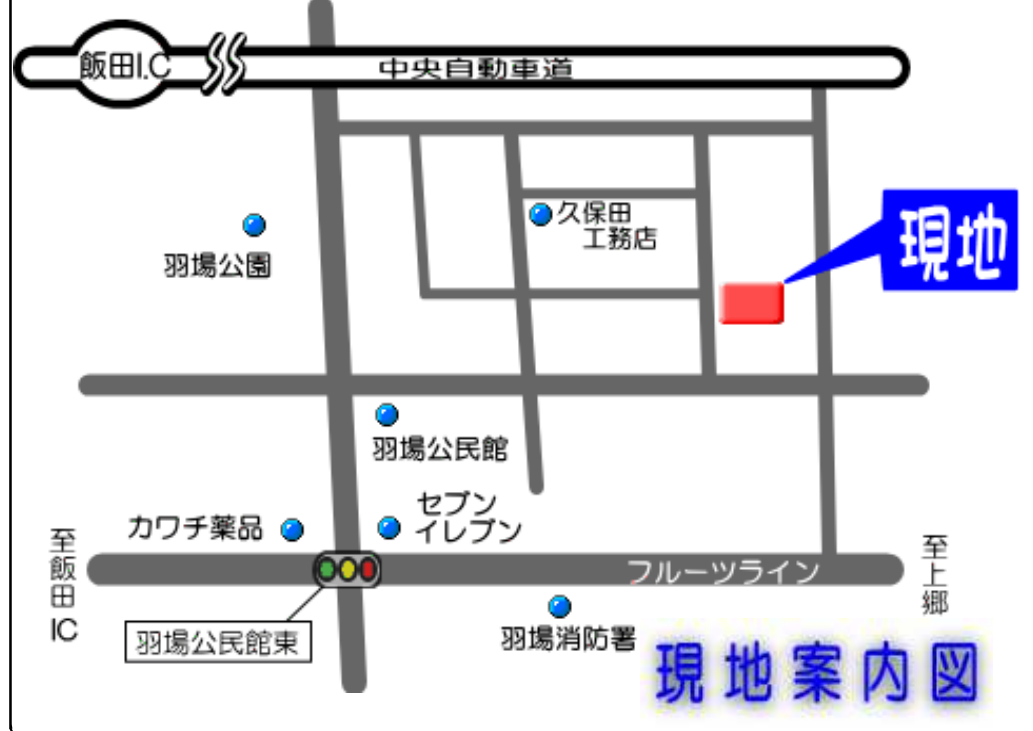 飯田I.C
中央自動車道
久保田
工務店
現地
羽場公園
羽場公民館
セブン
イレブン
カワチ薬品
至飯田IC
フルーツライン
至上郷
羽場公民館東
羽場消防署
現地案内図